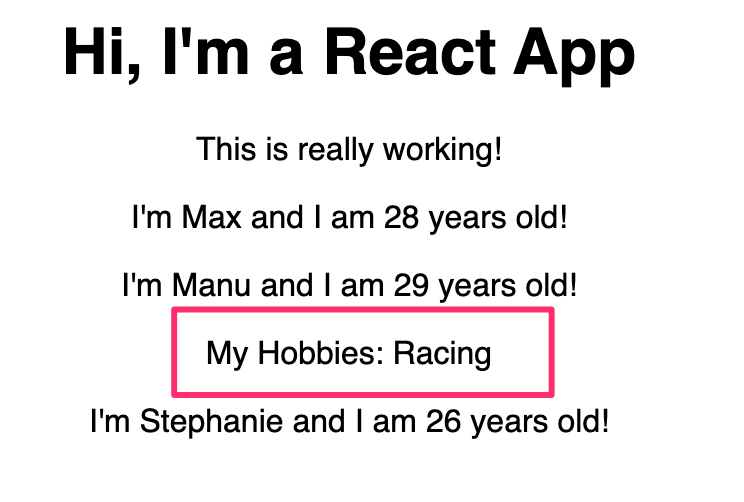 Hi, I'm a React App
This is really working!
I'm Max and I am 28 years old!
I'm Manu and I am 29 years old!
My Hobbies: Racing
I'm Stephanie and I am 26 years old!